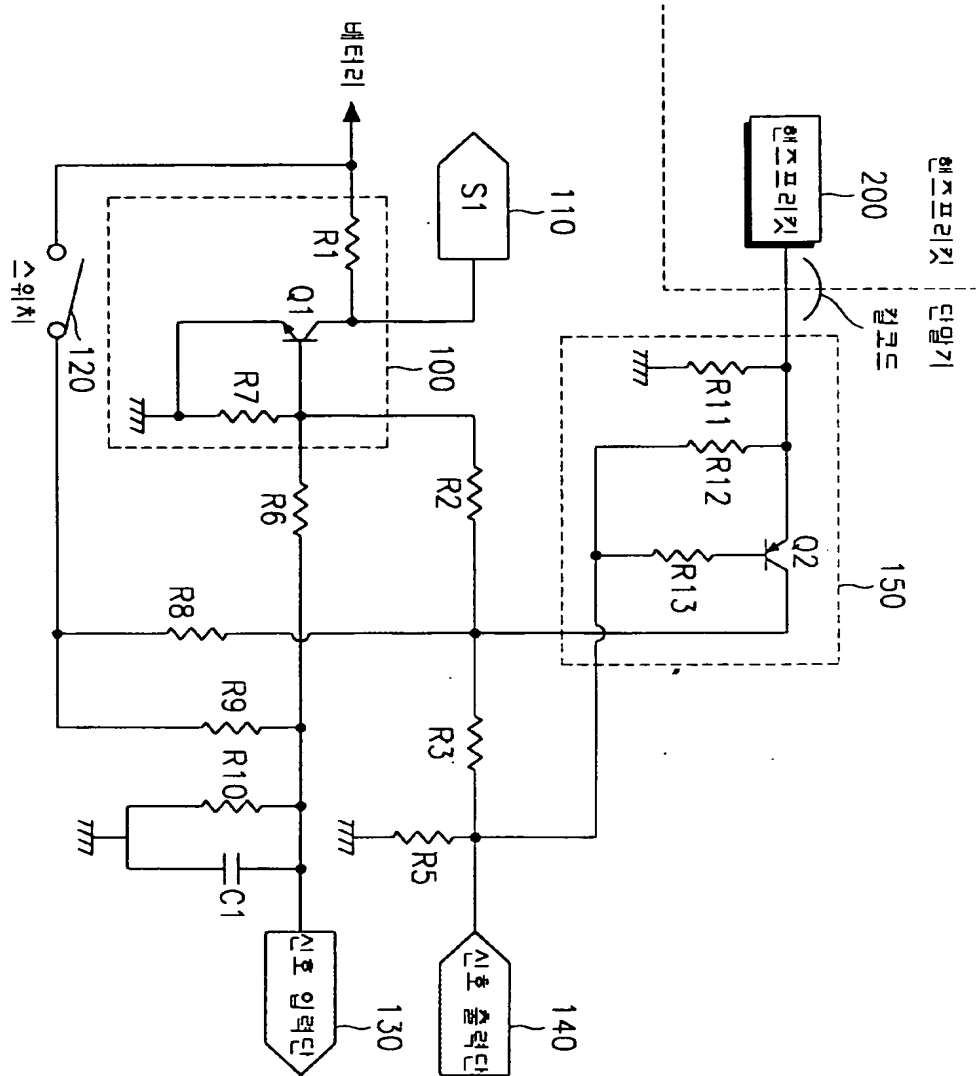 핸즈프리킷
단말기
컬코드
핸즈프리킷
200
R11
R12
R13
Q2
150
S1
110
배터리
R1
Q1
R7
100
R2
R6
스위치
120
R8
R9
R3
R5
R10
C1
신호 입력단
130
신호 출력단
140